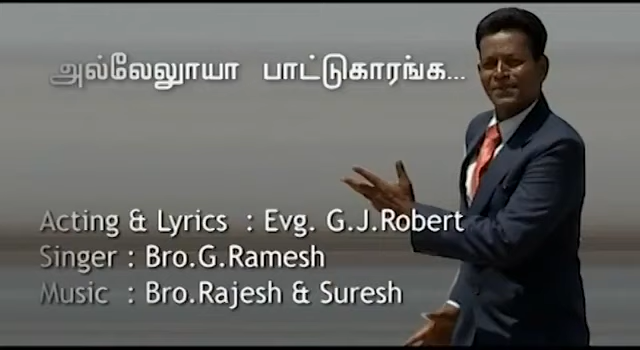 அல்லேலூயா பாட்டுகாரங்க...
Acting & Lyrics : Evg. G.J.Robert
Singer : Bro.G.Ramesh
Music : Bro.Rajesh & Suresh